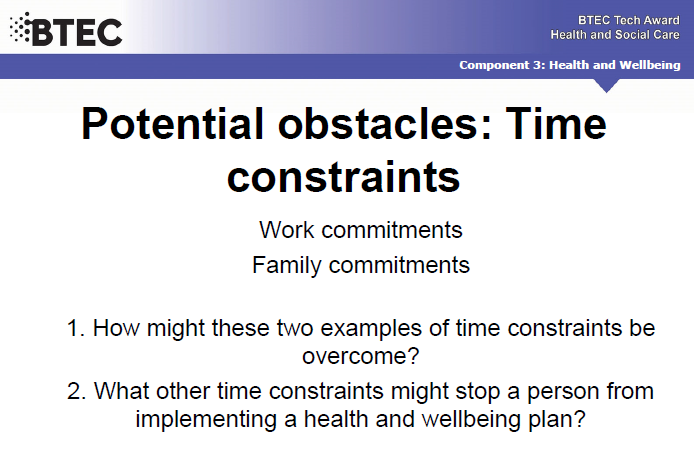 BTEC
BTEC Tech Award
Health and Social Care
Component 3: Health and Wellbeing
Potential obstacles: Time
constraints
Work commitments
Family commitments
1. How might these two examples of time constraints be
overcome?
2. What other time constraints might stop a person from
implementing a health and wellbeing plan?